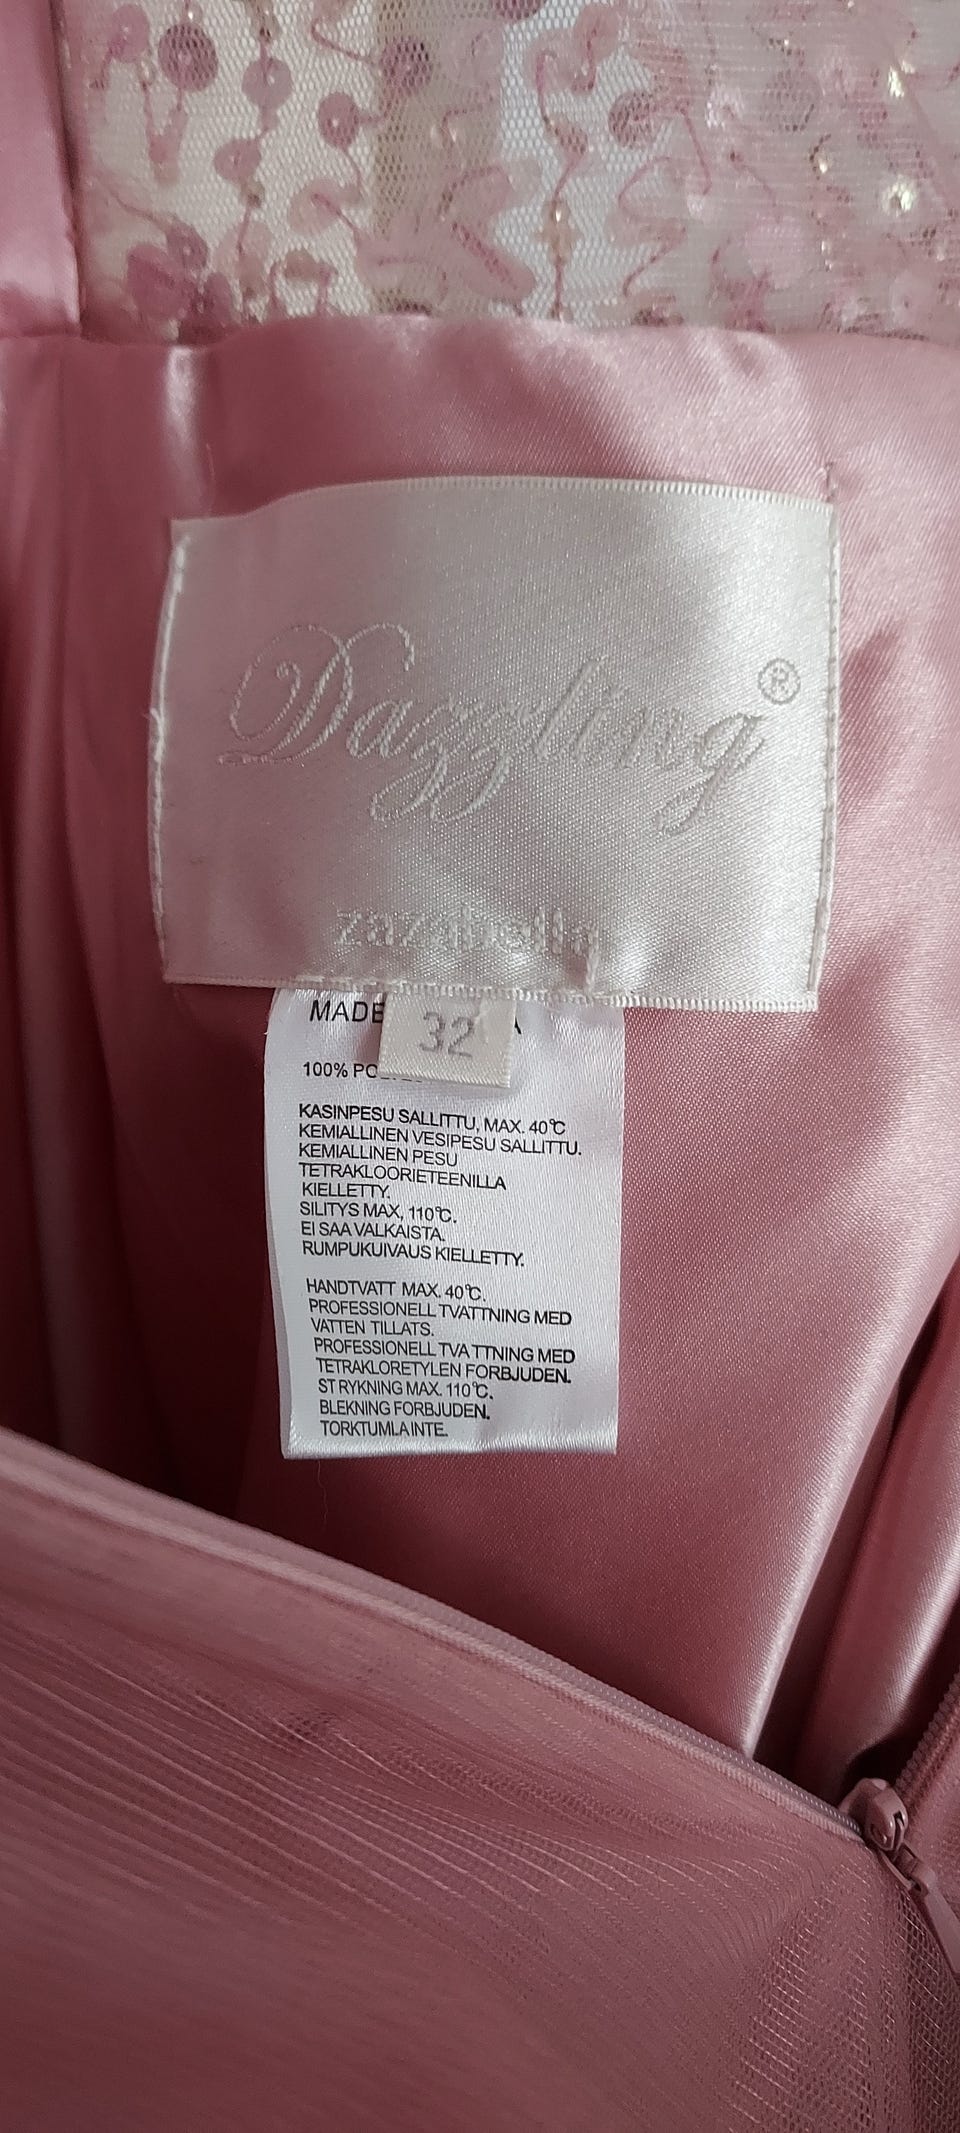 Dazzling®
zazabella
MADE
32
100%
KASINPESU SALLITTU, MAX. 40°C
KEMIALLINEN VESIPESU SALLITTU.
KEMIALLINEN PESU
TETRAKLOORIETEENILLA
KIELLETTY.
SILITYS MAX, 110°C.
EI SAA VALKAISTA.
RUMPUKUIVAUS KIELLETTY.
HANDTVATT MAX. 40°C.
PROFESSIONELL TVATTNING MED
VATTEN TILLATS.
PROFESSIONELL TVA TTNING MED
TETRAKLORETYLEN FORBJUDEN.
ST RYKNING MAX. 110°C.
BLEKNING FORBJUDEN.
TORKTUMLA INTE.